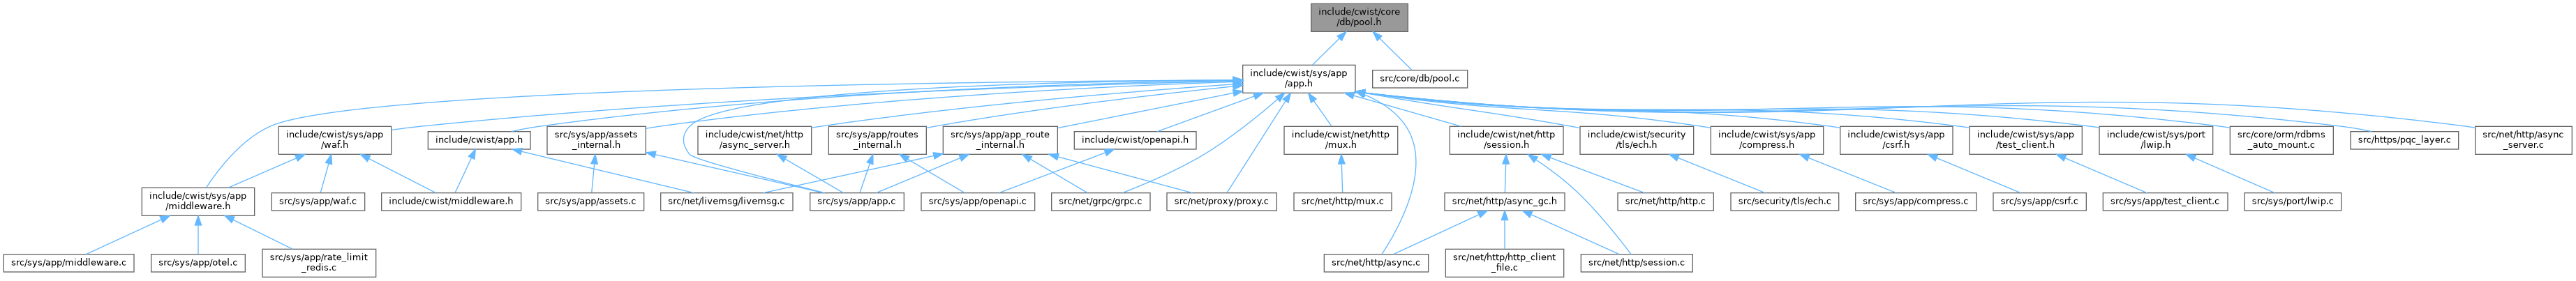 include/cwist/core
/db/pool.h
include/cwist/sys/app
/app.h
src/core/db/pool.c
include/cwist/sys/app
/waf.h
include/cwist/app.h
src/sys/app/assets
_internal.h
include/cwist/net/http
/async_server.h
src/sys/app/routes
_internal.h
src/sys/app/app_route
_internal.h
include/cwist/openapi.h
include/cwist/net/http
/mux.h
include/cwist/net/http
/session.h
include/cwist/security
/tls/ech.h
include/cwist/sys/app
/compress.h
include/cwist/sys/app
/csrf.h
include/cwist/sys/app
/test_client.h
include/cwist/sys/port
/lwip.h
src/core/orm/rdbms
_auto_mount.c
src/https/pqc_layer.c
src/net/http/async
_server.c
include/cwist/sys/app
/middleware.h
src/sys/app/waf.c
include/cwist/middleware.h
src/sys/app/assets.c
src/net/livemsg/livemsg.c
src/sys/app/app.c
src/sys/app/openapi.c
src/net/grpc/grpc.c
src/net/proxy/proxy.c
src/net/http/mux.c
src/net/http/async_gc.h
src/net/http/http.c
src/security/tls/ech.c
src/sys/app/compress.c
src/sys/app/csrf.c
src/sys/app/test_client.c
src/sys/port/lwip.c
src/sys/app/middleware.c
src/sys/app/otel.c
src/sys/app/rate_limit
_redis.c
src/net/http/async.c
src/net/http/http_client
_file.c
src/net/http/session.c